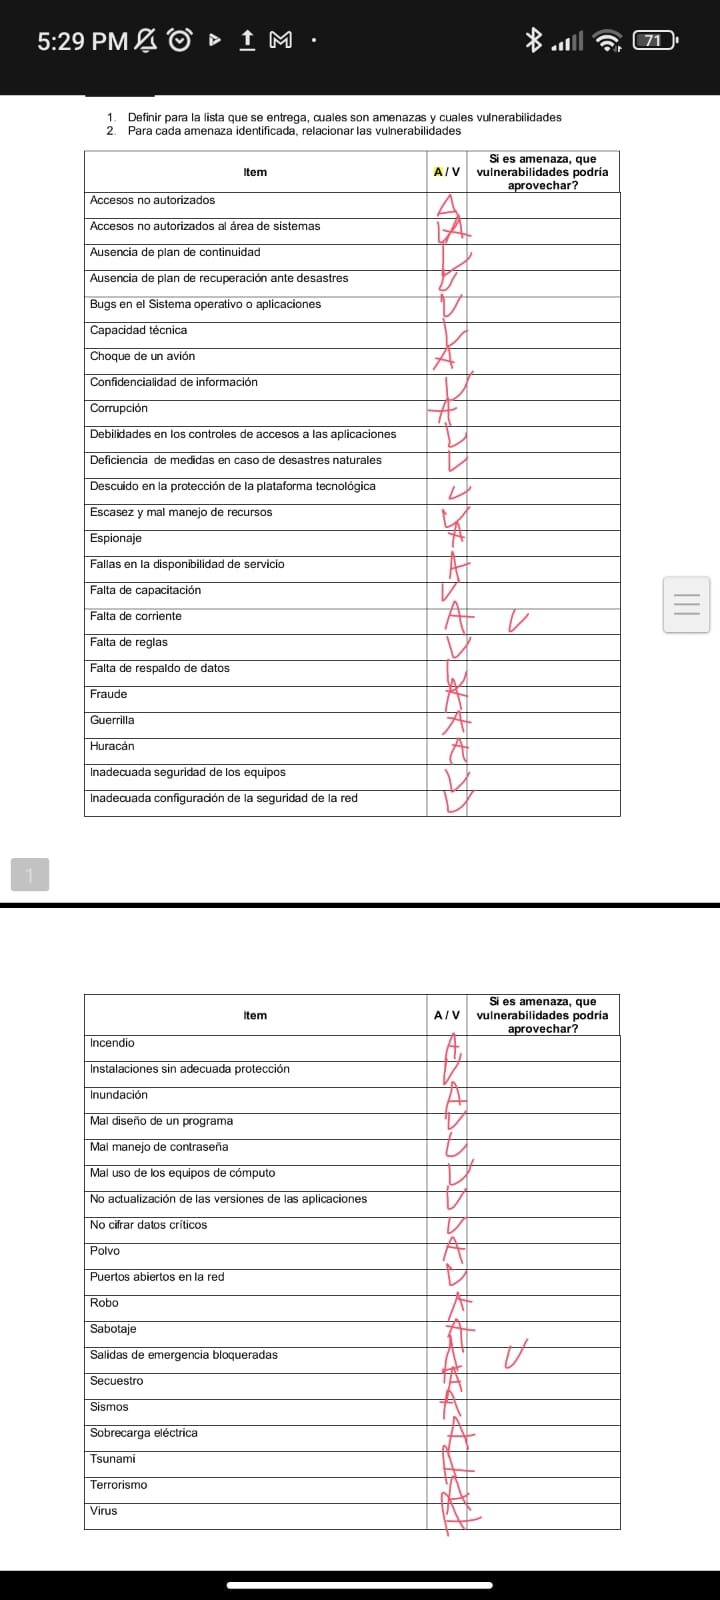 5:29 PM
71
1. Definir para la lista que se entrega, cuales son amenazas y cuales vulnerabilidades
2. Para cada amenaza identificada, relacionar las vulnerabilidades
Item A / V Si es amenaza, que vulnerabilidades podría aprovechar?
Accesos no autorizados A
Accesos no autorizados al área de sistemas A
Ausencia de plan de continuidad V
Ausencia de plan de recuperación ante desastres V
Bugs en el Sistema operativo o aplicaciones V
Capacidad técnica V
Choque de un avión A
Confidencialidad de información V
Corrupción A
Debilidades en los controles de accesos a las aplicaciones V
Deficiencia de medidas en caso de desastres naturales V
Descuido en la protección de la plataforma tecnológica V
Escasez y mal manejo de recursos V
Espionaje A
Fallas en la disponibilidad de servicio A
Falta de capacitación V
Falta de corriente A V
Falta de reglas V
Falta de respaldo de datos V
Fraude A
Guerrilla A
Huracán A
Inadecuada seguridad de los equipos V
Inadecuada configuración de la seguridad de la red V
1
Item A / V Si es amenaza, que vulnerabilidades podría aprovechar?
Incendio A
Instalaciones sin adecuada protección V
Inundación A
Mal diseño de un programa V
Mal manejo de contraseña V
Mal uso de los equipos de cómputo V
No actualización de las versiones de las aplicaciones V
No cifrar datos críticos V
Polvo A
Puertos abiertos en la red V
Robo A
Sabotaje A
Salidas de emergencia bloqueradas A V
Secuestro A
Sismos A
Sobrecarga eléctrica A
Tsunami A
Terrorismo A
Virus A